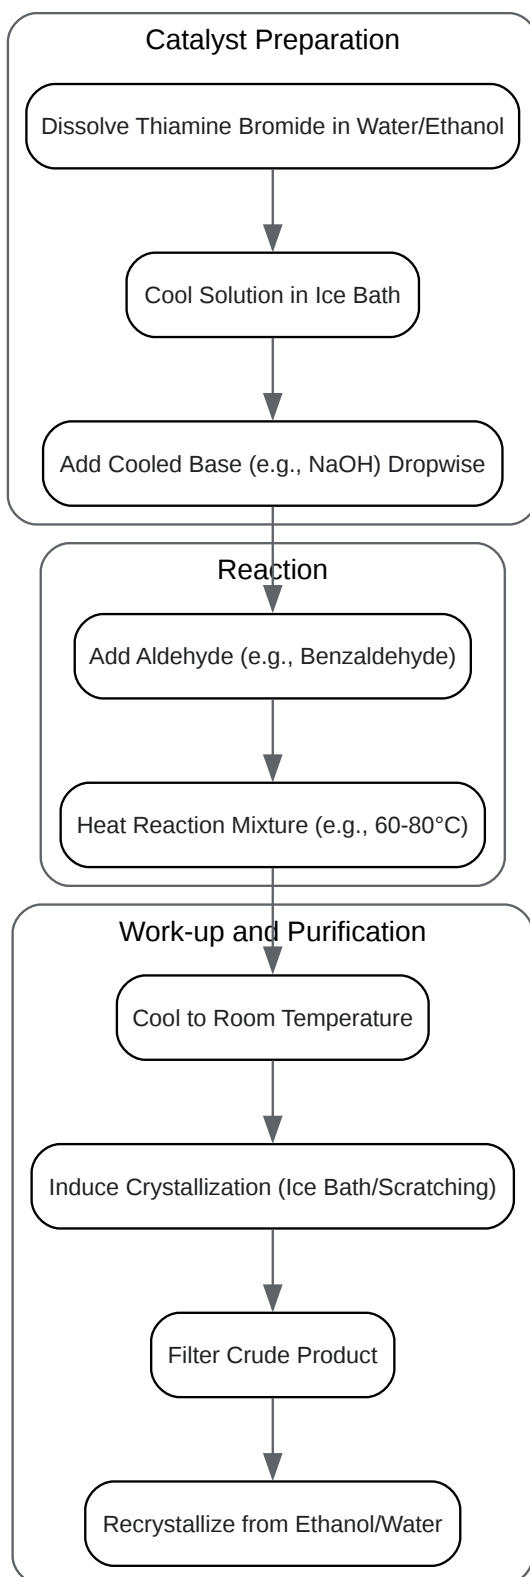 Catalyst Preparation
Dissolve Thiamine Bromide in Water/Ethanol
Cool Solution in Ice Bath
Add Cooled Base (e.g., NaOH) Dropwise
Reaction
Add Aldehyde (e.g., Benzaldehyde)
Heat Reaction Mixture (e.g., 60-80°C)
Work-up and Purification
Cool to Room Temperature
Induce Crystallization (Ice Bath/Scratching)
Filter Crude Product
Recrystallize from Ethanol/Water